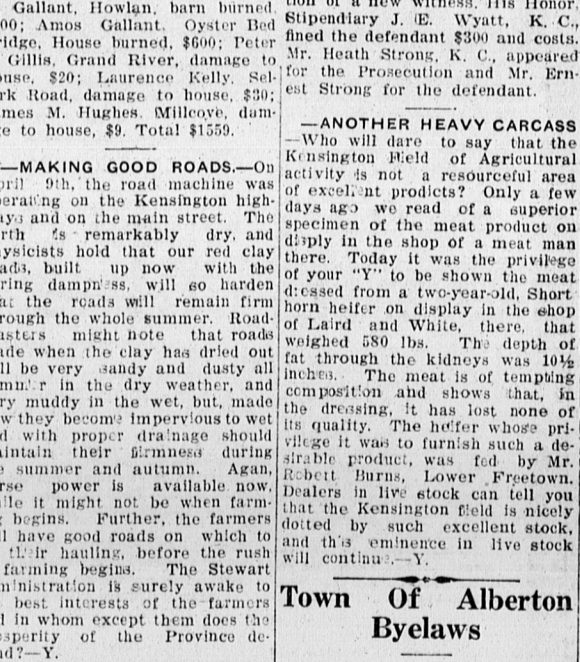 Gallant, Howlan, barn burned,
00; Amos Gallant. Oyster Bed
ridge, House burned, $600; Peter
Gillis, Grand River, damage to
ouse, $20; Laurence Kelly, Sel-
rk Road, damage to house, $30;
mes M. Hughes. Millcove, dam-
ge to house, $9. Total $1559.
—MAKING GOOD ROADS.—On
pril 9th, the road machine was
perating on the Kensington high-
ays and on the main street. The
rth is remarkably dry, and
ysicists hold that our red clay
ads, built up now with the
ring dampness, will so harden
at the roads will remain firm
rough the whole summer. Road-
asters might note that roads
ade when the clay has dried out
ll be very sandy and dusty all
mmer in the dry weather, and
ry muddy in the wet, but, made
w they become impervious to wet
d with proper drainage should
aintain their firmness during
e summer and autumn. Agan,
rse power is available now,
ile it might not be when farm-
g begins. Further, the farmers
ll have good roads on which to
their hauling, before the rush
farming begins. The Stewart
ministration is surely awake to
best interests of the farmers
d in whom except them does the
osperity of the Province de-
nd?—Y.
tion of a new witness. His Honor,
Stipendiary J. E. Wyatt, K. C.,
fined the defendant $300 and costs.
Mr. Heath Strong, K. C., appeared
for the Prosecution and Mr. Ern-
est Strong for the defendant.
—ANOTHER HEAVY CARCASS
—Who will dare to say that the
Kensington Field of Agricultural
activity is not a resourceful area
of excellent prodicts? Only a few
days ago we read of a superior
specimen of the meat product on
disply in the shop of a meat man
there. Today it was the privilege
of your "Y" to be shown the meat
dressed from a two-year-old, Short
horn heifer on display in the shop
of Laird and White, there, that
weighed 580 lbs. The depth of
fat through the kidneys was 10½
inches. The meat is of tempting
composition and shows that, in
the dressing, it has lost none of
its quality. The heifer whose pri-
vilege it was to furnish such a de-
sirable product, was fed by Mr.
Robert Burns, Lower Freetown.
Dealers in live stock can tell you
that the Kensington field is nicely
dotted by such excellent stock,
and this eminence in live stock
will continue.—Y.
Town Of Alberton
Byelaws